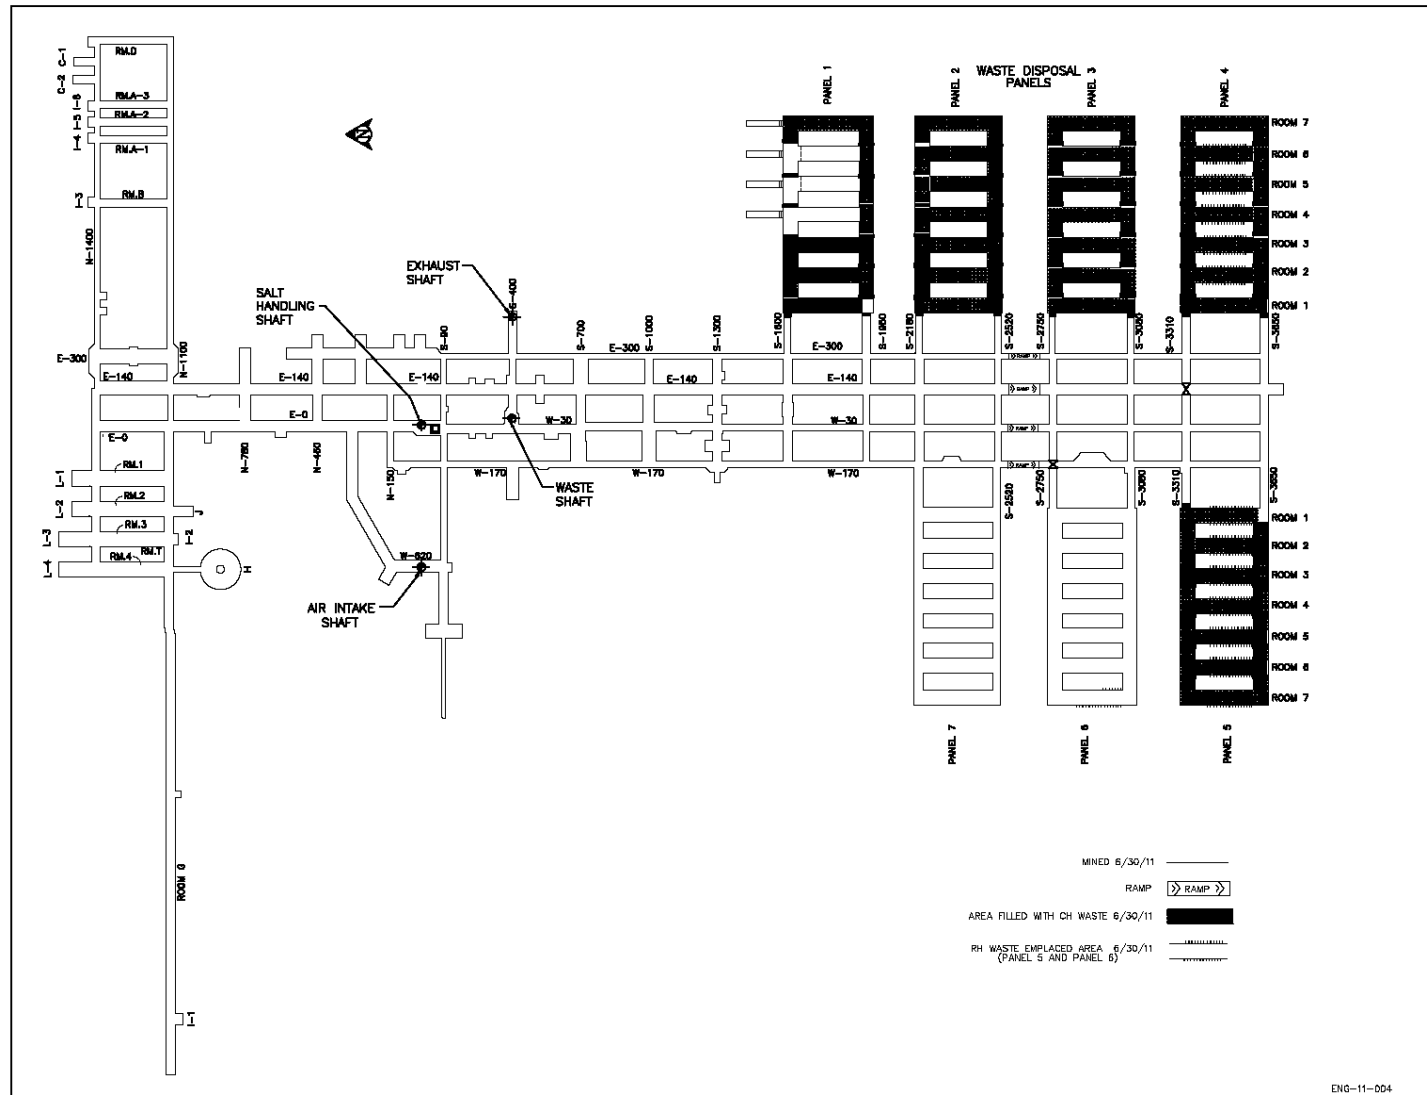 WASTE DISPOSAL
PANELS
PANEL 1
PANEL 2
PANEL 3
PANEL 4
ROOM 7
ROOM 6
ROOM 5
ROOM 4
ROOM 3
ROOM 2
ROOM 1
C-1
C-2
I-6
I-5
I-4
I-3
N-1400
RM.D
RM.A-3
RM.A-2
RM.A-1
RM.B
N
EXHAUST
SHAFT
SALT
HANDLING
SHAFT
S-90
S-400
S-700
S-1000
S-1300
S-1600
S-1950
S-2180
S-2520
S-2750
S-3080
S-3310
S-3650
E-300
E-300
E-300
N-1100
E-140
E-140
E-140
E-140
E-140
RAMP
RAMP
E-0
E-0
W-30
W-30
RAMP
RAMP
N-780
N-460
N-150
W-170
W-170
W-170
S-2520
S-2750
S-3080
S-3310
S-3650
WASTE
SHAFT
L-1
L-2
L-3
L-4
RM.1
RM.2
RM.3
RM.4
RM.T
J
I-2
H
W-620
AIR INTAKE
SHAFT
ROOM 1
ROOM 2
ROOM 3
ROOM 4
ROOM 5
ROOM 6
ROOM 7
PANEL 7
PANEL 6
PANEL 5
ROOM G
I-1
MINED 6/30/11
RAMP
RAMP
AREA FILLED WITH CH WASTE 6/30/11
RH WASTE EMPLACED AREA 6/30/11
(PANEL 5 AND PANEL 6)
ENG-11-004